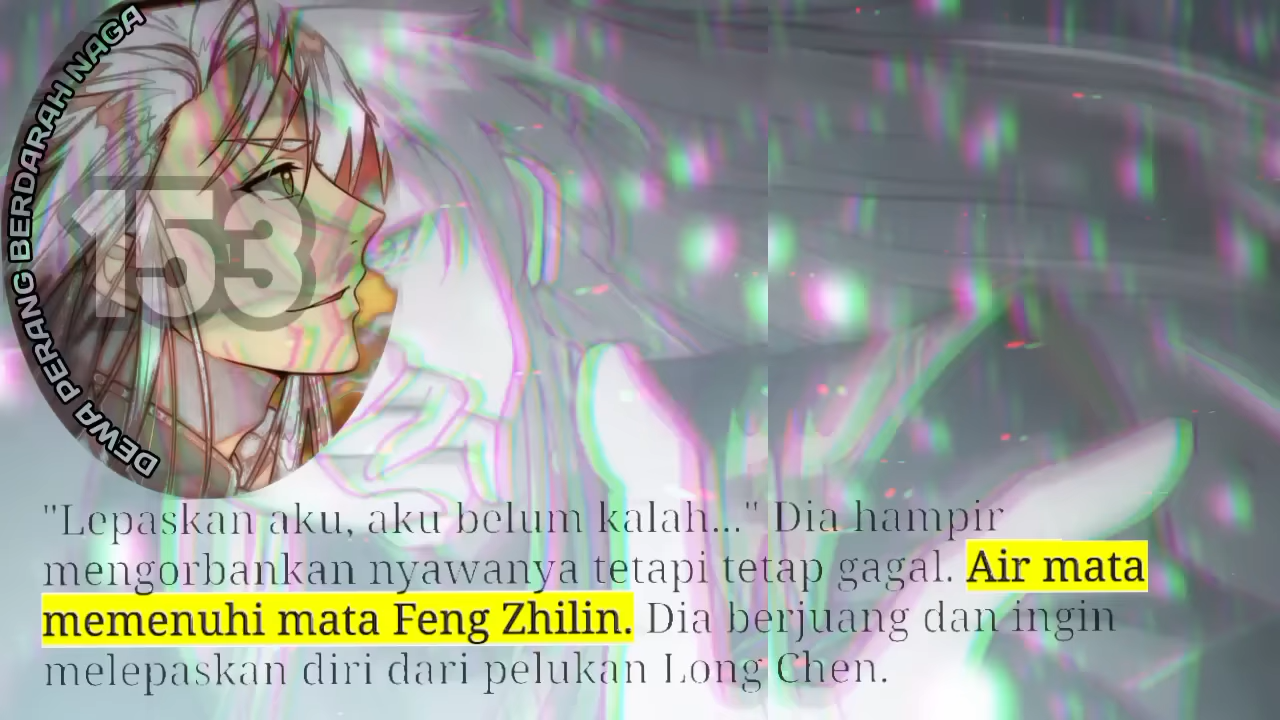 DEWA PERANG BERDARAH NAGA
153
"Lepaskan aku, aku belum kalah..." Dia hampir
mengorbankan nyawanya tetapi tetap gagal. Air mata
memenuhi mata Feng Zhilin. Dia berjuang dan ingin
melepaskan diri dari pelukan Long Chen.